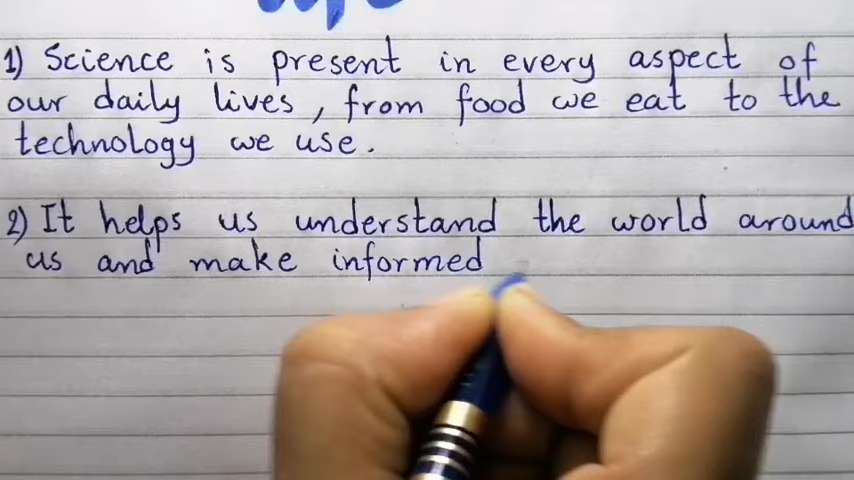 1) Science is present in every aspect of
our daily lives, from food we eat to the
technology we use.
2) It helps us understand the world around
us and make informed